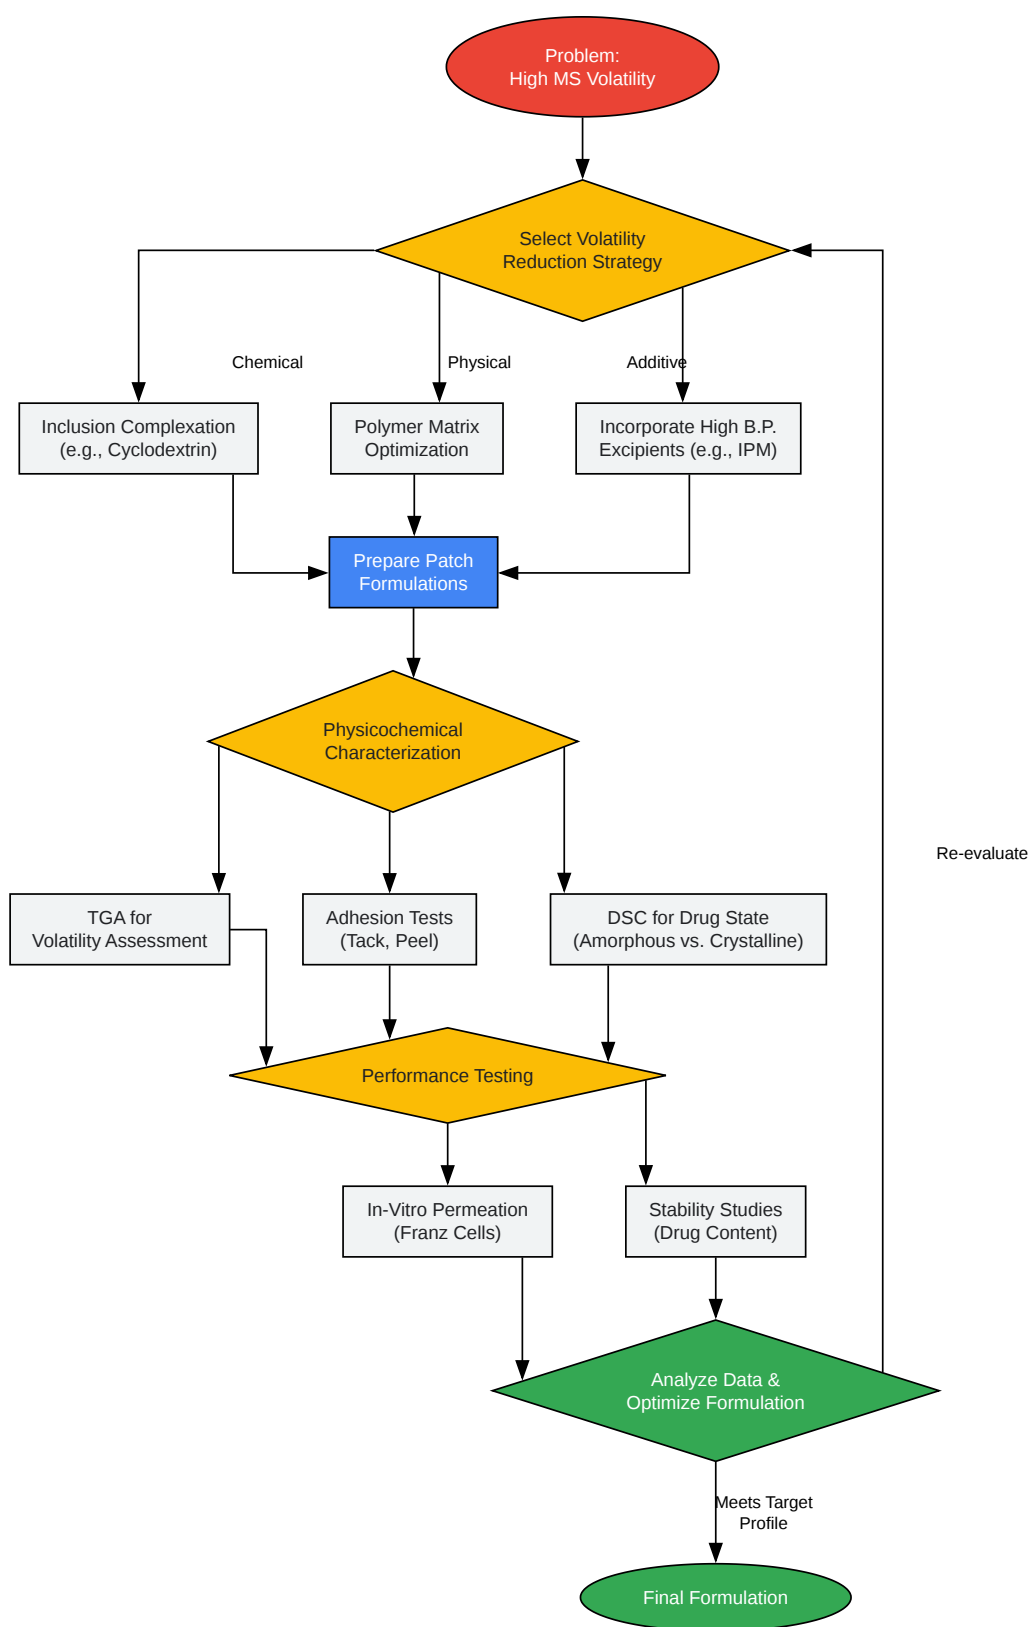 Problem:
High MS Volatility
Select Volatility
Reduction Strategy
Chemical
Physical
Additive
Inclusion Complexation
(e.g., Cyclodextrin)
Polymer Matrix
Optimization
Incorporate High B.P.
Excipients (e.g., IPM)
Prepare Patch
Formulations
Physicochemical
Characterization
Re-evaluate
TGA for
Volatility Assessment
Adhesion Tests
(Tack, Peel)
DSC for Drug State
(Amorphous vs. Crystalline)
Performance Testing
In-Vitro Permeation
(Franz Cells)
Stability Studies
(Drug Content)
Analyze Data &
Optimize Formulation
Meets Target
Profile
Final Formulation